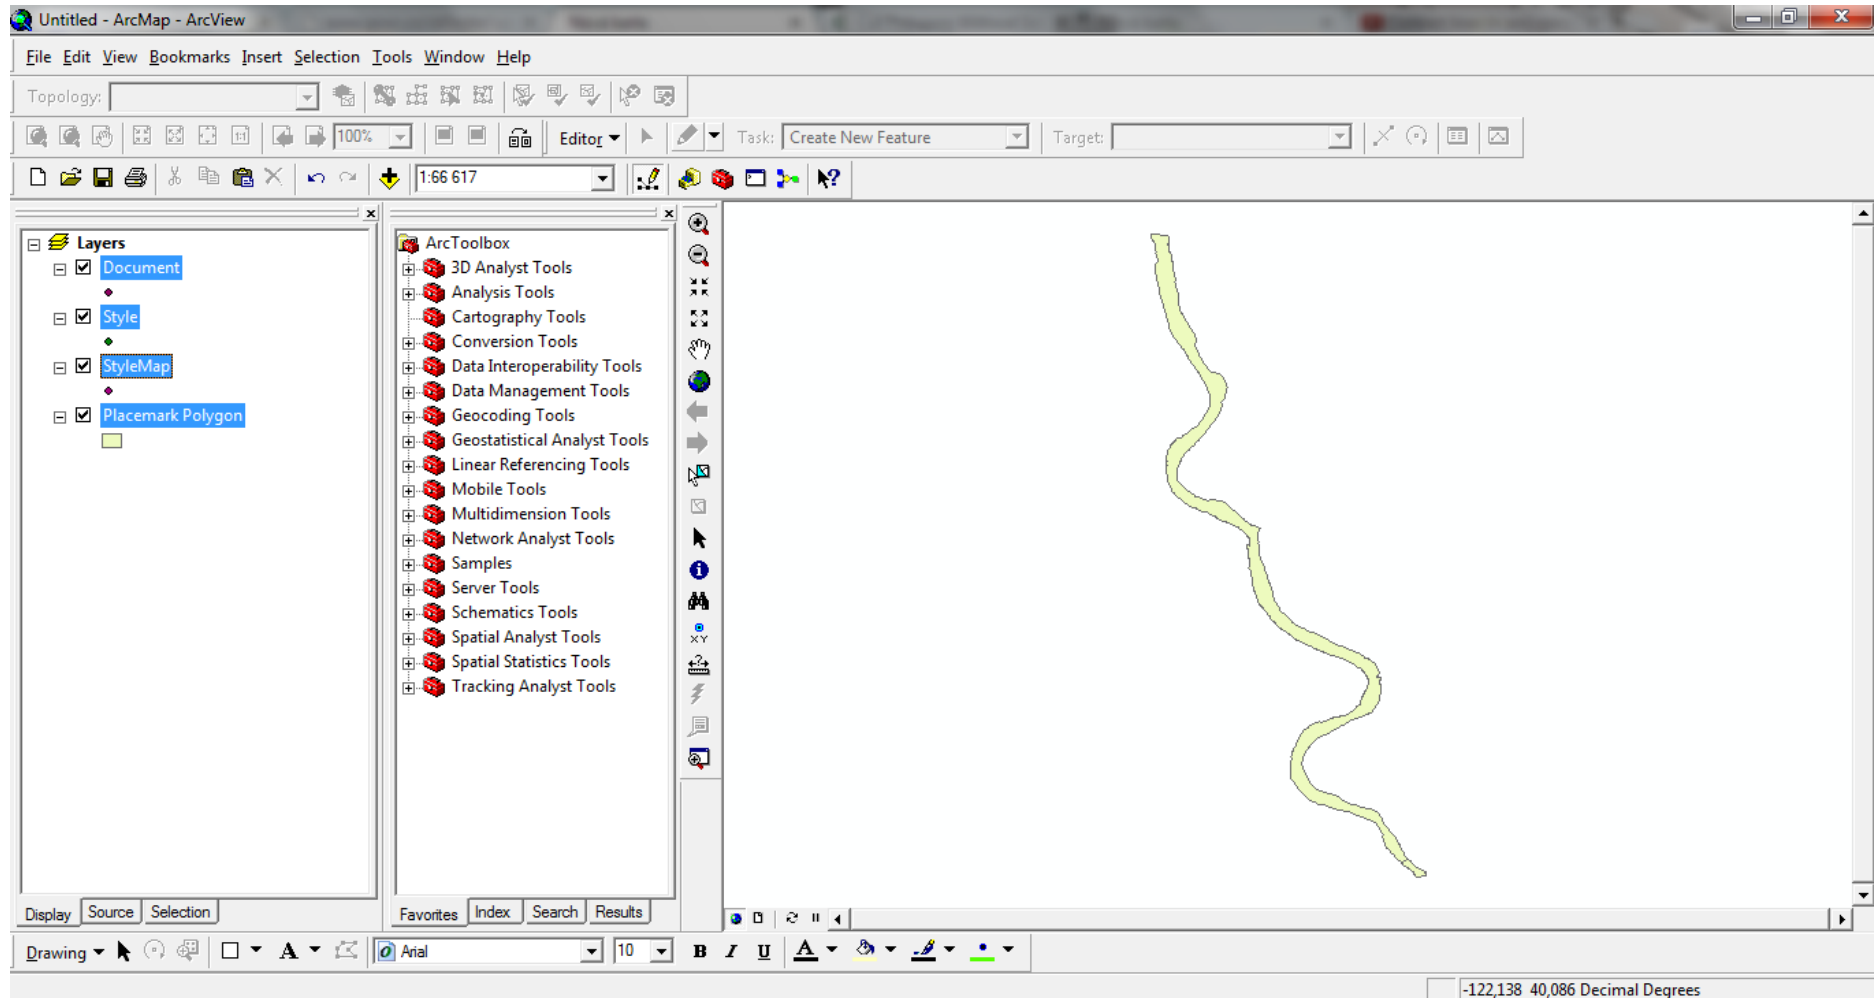 Untitled - ArcMap - ArcView
File Edit View Bookmarks Insert Selection Tools Window Help
Topology:
1:1 100% Editor Task: Create New Feature Target:
1:66 617
Layers
Document
Style
StyleMap
Placemark Polygon
Display Source Selection
ArcToolbox
3D Analyst Tools
Analysis Tools
Cartography Tools
Conversion Tools
Data Interoperability Tools
Data Management Tools
Geocoding Tools
Geostatistical Analyst Tools
Linear Referencing Tools
Mobile Tools
Multidimension Tools
Network Analyst Tools
Samples
Server Tools
Schematics Tools
Spatial Analyst Tools
Spatial Statistics Tools
Tracking Analyst Tools
Favorites Index Search Results
XY
Drawing A Arial 10 B I U A
-122,138 40,086 Decimal Degrees